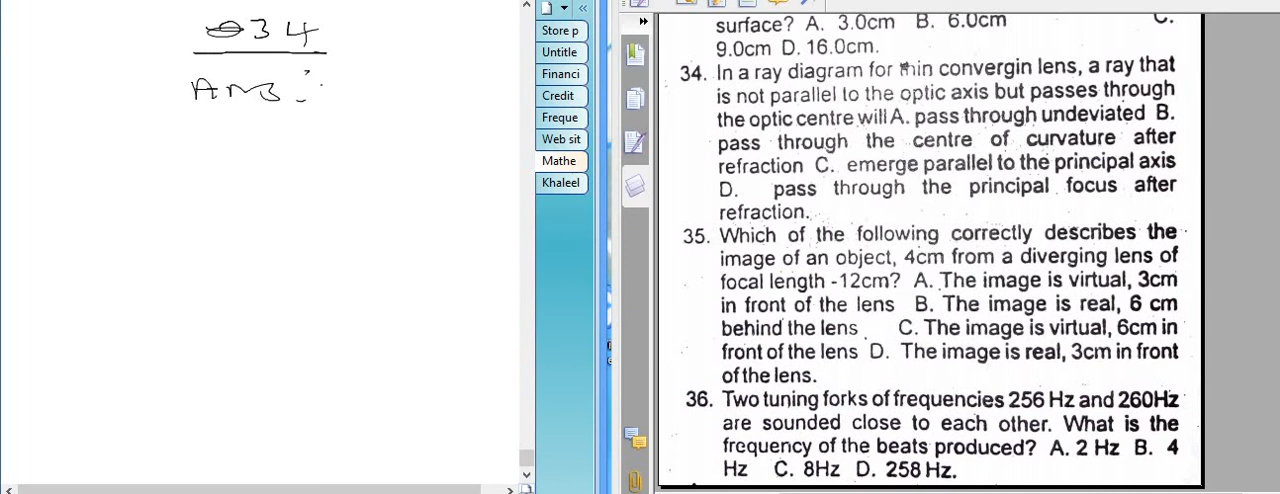 34
Ans :
Store p
Untitle
Financi
Credit
Freque
Web sit
Mathe
Khaleel
surface? A. 3.0cm B. 6.0cm C.
9.0cm D. 16.0cm.
34. In a ray diagram for thin convergin lens, a ray that
is not parallel to the optic axis but passes through
the optic centre will A. pass through undeviated B.
pass through the centre of curvature after
refraction C. emerge parallel to the principal axis
D. pass through the principal focus after
refraction.
35. Which of the following correctly describes the
image of an object, 4cm from a diverging lens of
focal length -12cm? A. The image is virtual, 3cm
in front of the lens B. The image is real, 6 cm
behind the lens C. The image is virtual, 6cm in
front of the lens D. The image is real, 3cm in front
of the lens.
36. Two tuning forks of frequencies 256 Hz and 260Hz
are sounded close to each other. What is the
frequency of the beats produced? A. 2 Hz B. 4
Hz C. 8Hz D. 258 Hz.